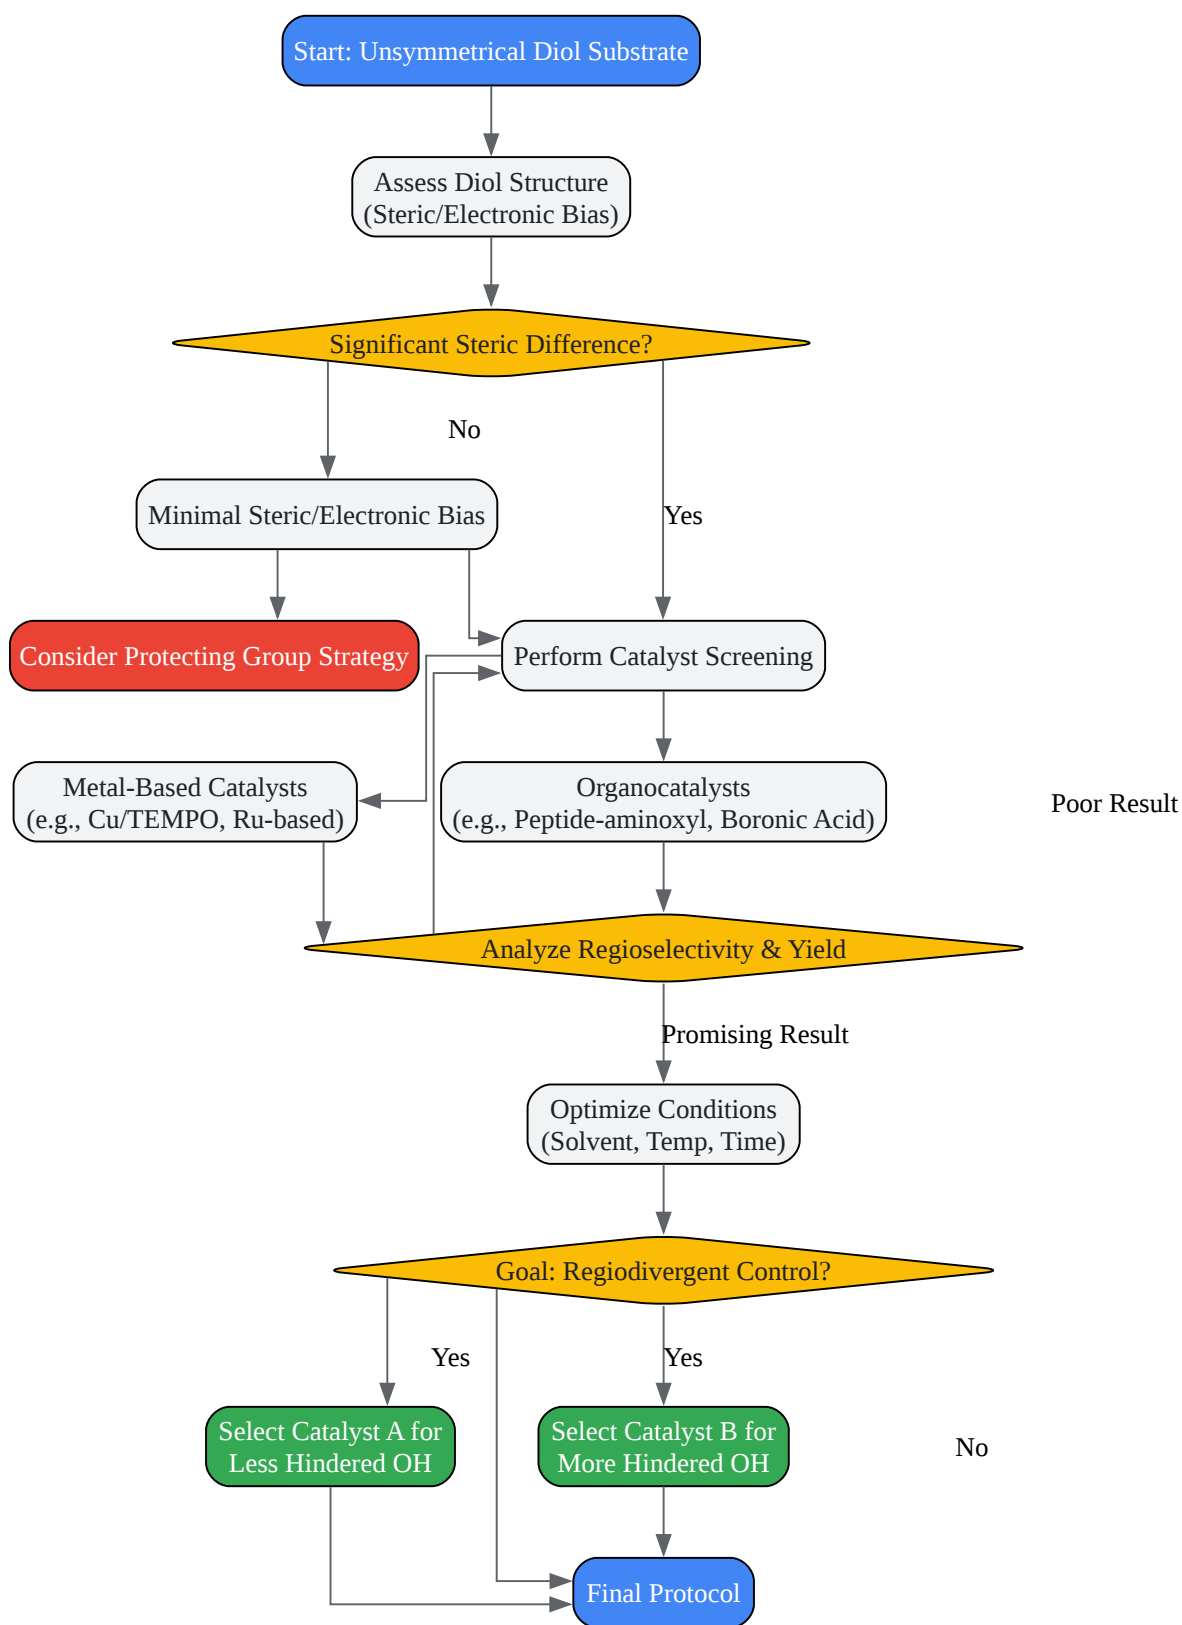 Start: Unsymmetrical Diol Substrate
Assess Diol Structure
(Steric/Electronic Bias)
Significant Steric Difference?
No
Minimal Steric/Electronic Bias
Yes
Consider Protecting Group Strategy
Perform Catalyst Screening
Metal-Based Catalysts
(e.g., Cu/TEMPO, Ru-based)
Organocatalysts
(e.g., Peptide-aminoxyl, Boronic Acid)
Poor Result
Analyze Regioselectivity & Yield
Promising Result
Optimize Conditions
(Solvent, Temp, Time)
Goal: Regiodivergent Control?
Yes
Yes
Select Catalyst A for
Less Hindered OH
Select Catalyst B for
More Hindered OH
No
Final Protocol